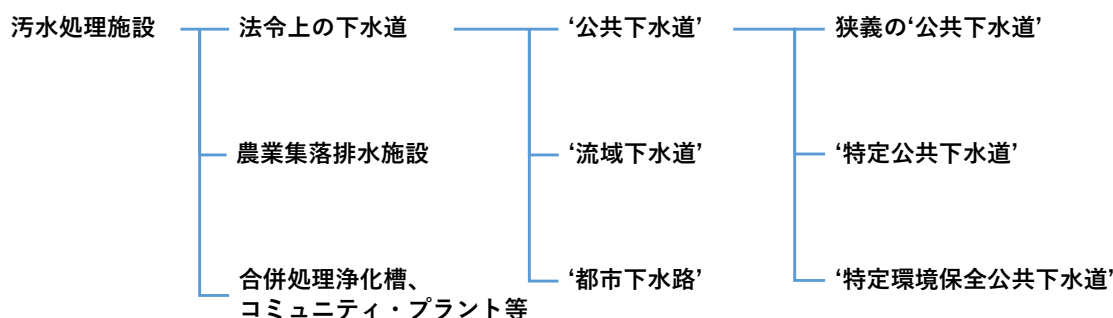 汚水処理施設
法令上の下水道
‘公共下水道’
狭義の‘公共下水道’
農業集落排水施設
‘流域下水道’
‘特定公共下水道’
合併処理浄化槽、
コミュニティ・プラント等
‘都市下水路’
‘特定環境保全公共下水道’